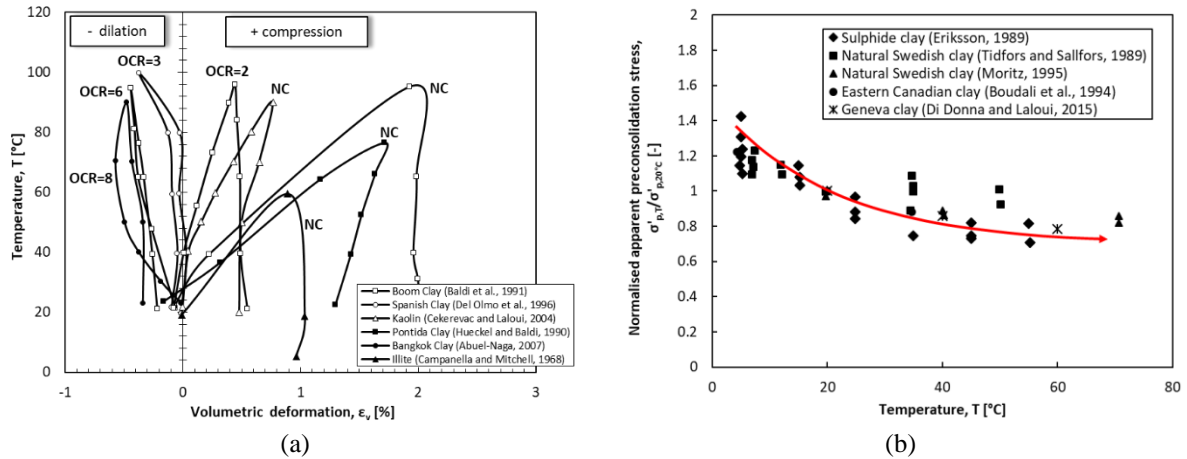 - dilation
+ compression
120
100
80
60
40
20
0
Temperature, T [°C]
-1
0
1
2
3
Volumetric deformation, εv [%]
OCR=3
OCR=6
OCR=8
OCR=2
NC
NC
NC
NC
Boom Clay (Baldi et al., 1991)
Spanish Clay (Del Olmo et al., 1996)
Kaolin (Cekerevac and Laloui, 2004)
Pontida Clay (Hueckel and Baldi, 1990)
Bangkok Clay (Abuel-Naga, 2007)
Illite (Campanella and Mitchell, 1968)
(a)
2
1.8
1.6
1.4
1.2
1
0.8
0.6
0.4
0.2
0
Normalised apparent preconsolidation stress,
σ'p,T/σ'p,20°C [-]
0
20
40
60
80
Temperature, T [°C]
Sulphide clay (Eriksson, 1989)
Natural Swedish clay (Tidfors and Sallfors, 1989)
Natural Swedish clay (Moritz, 1995)
Eastern Canadian clay (Boudali et al., 1994)
Geneva clay (Di Donna and Laloui, 2015)
(b)